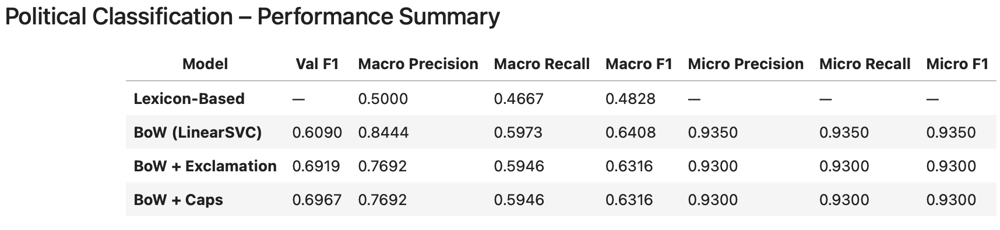 Political Classification – Performance Summary
Model Val F1 Macro Precision Macro Recall Macro F1 Micro Precision Micro Recall Micro F1
Lexicon-Based — 0.5000 0.4667 0.4828 — — —
BoW (LinearSVC) 0.6090 0.8444 0.5973 0.6408 0.9350 0.9350 0.9350
BoW + Exclamation 0.6919 0.7692 0.5946 0.6316 0.9300 0.9300 0.9300
BoW + Caps 0.6967 0.7692 0.5946 0.6316 0.9300 0.9300 0.9300